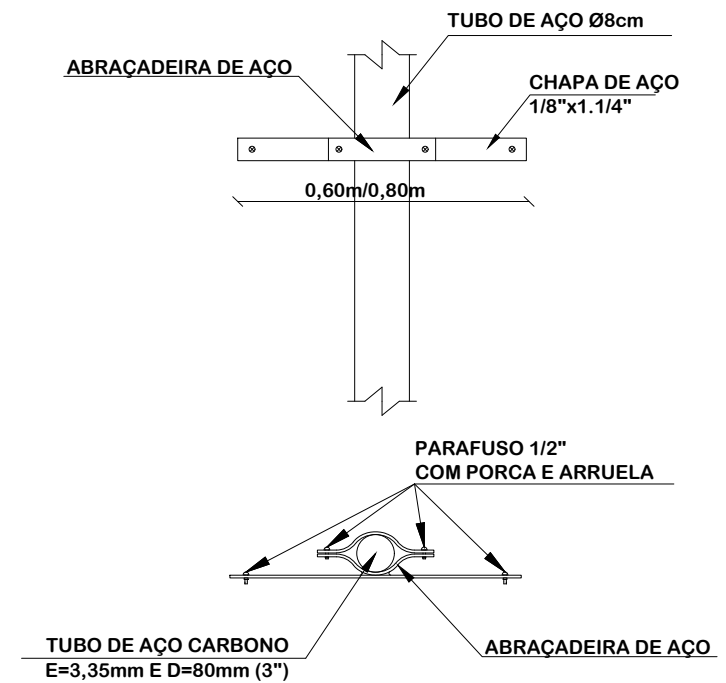 TUBO DE AÇO Ø8cm
ABRAÇADEIRA DE AÇO
CHAPA DE AÇO
1/8"x1.1/4"
0,60m/0,80m
PARAFUSO 1/2"
COM PORCA E ARRUELA
TUBO DE AÇO CARBONO
E=3,35mm E D=80mm (3")
ABRAÇADEIRA DE AÇO